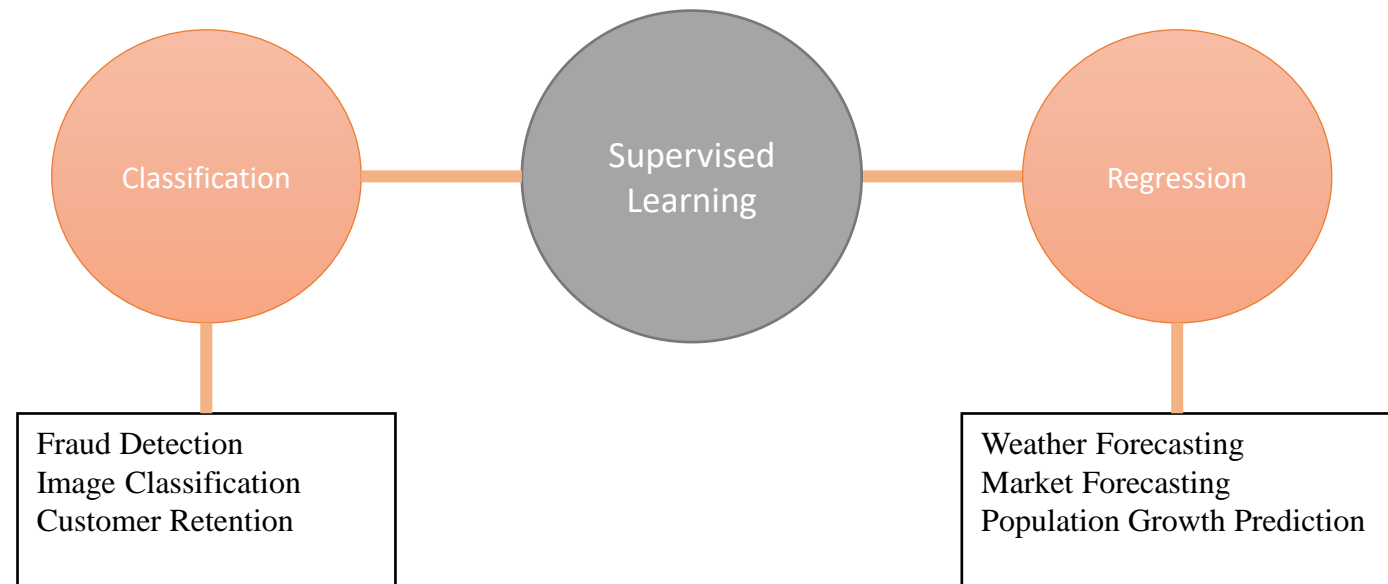 Classification
Supervised
Learning
Regression
Fraud Detection
Image Classification
Customer Retention
Weather Forecasting
Market Forecasting
Population Growth Prediction